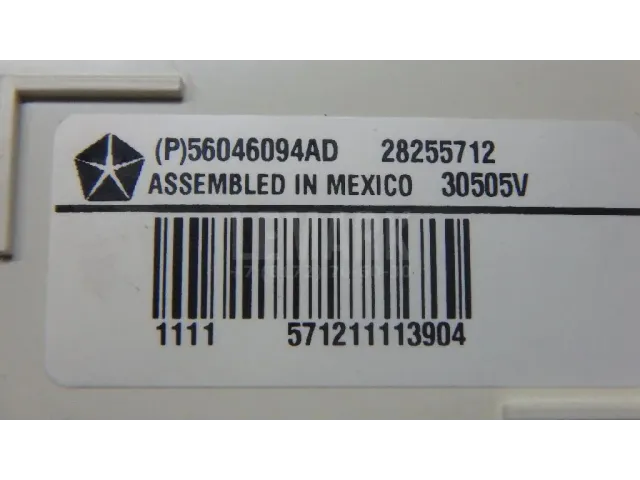 (P)56046094AD 28255712
ASSEMBLED IN MEXICO 30505V
1111 571211113904